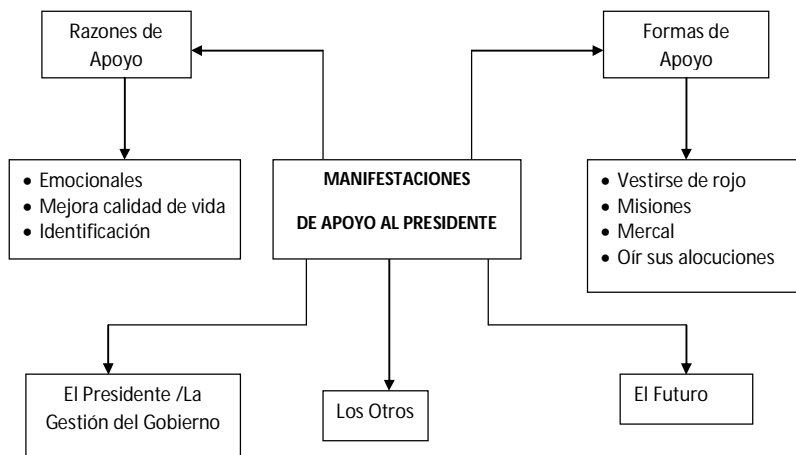 Razones de
Apoyo
Formas de
Apoyo
• Emocionales
• Mejora calidad de vida
• Identificación
MANIFESTACIONES
DE APOYO AL PRESIDENTE
• Vestirse de rojo
• Misiones
• Mercal
• Oír sus alocuciones
El Presidente /La
Gestión del Gobierno
Los Otros
El Futuro